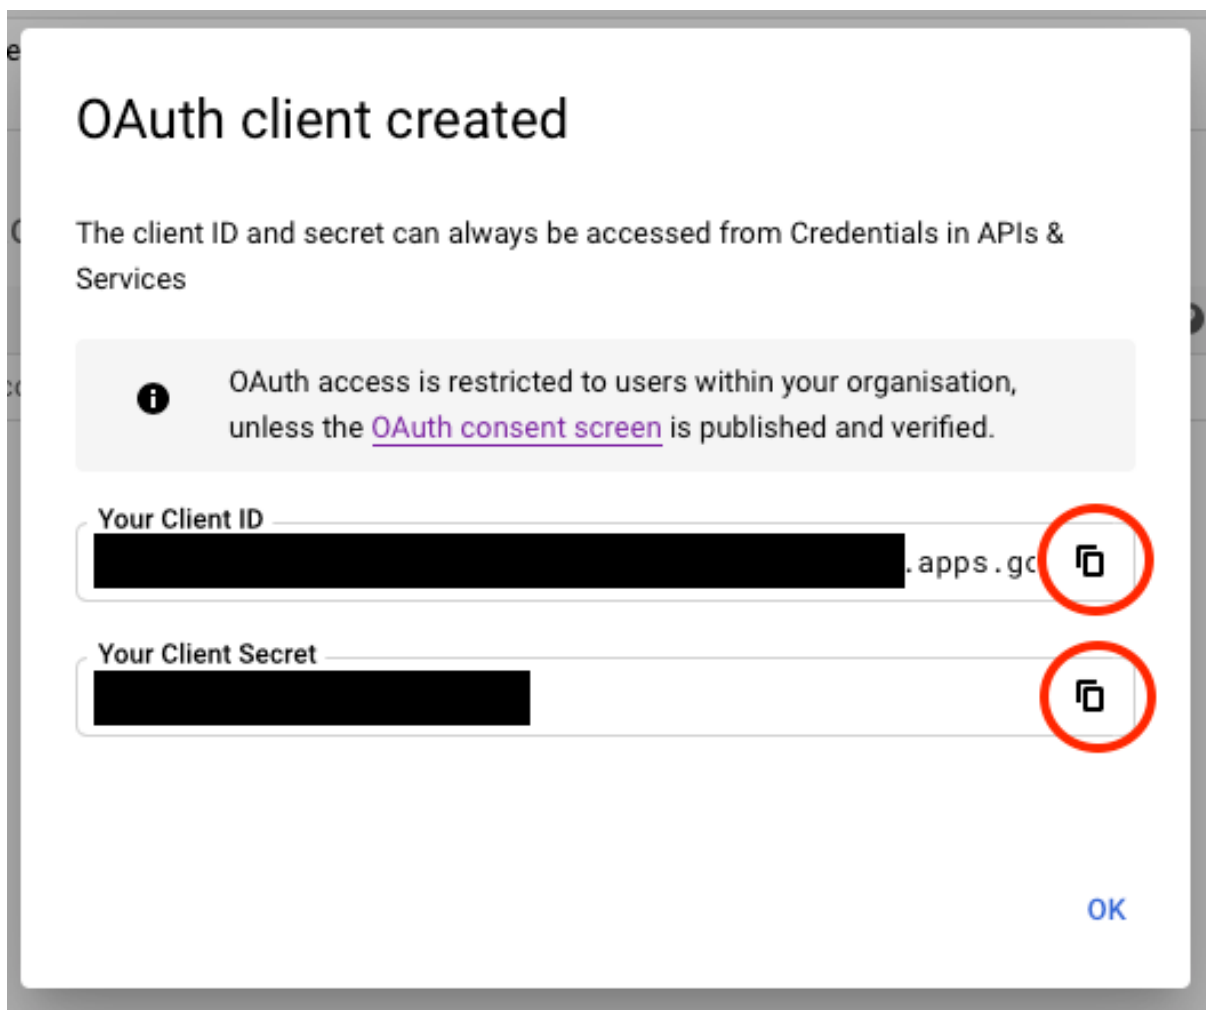 OAuth client created
The client ID and secret can always be accessed from Credentials in APIs &
Services
OAuth access is restricted to users within your organisation,
unless the OAuth consent screen is published and verified.
Your Client ID
.apps.go
Your Client Secret
OK